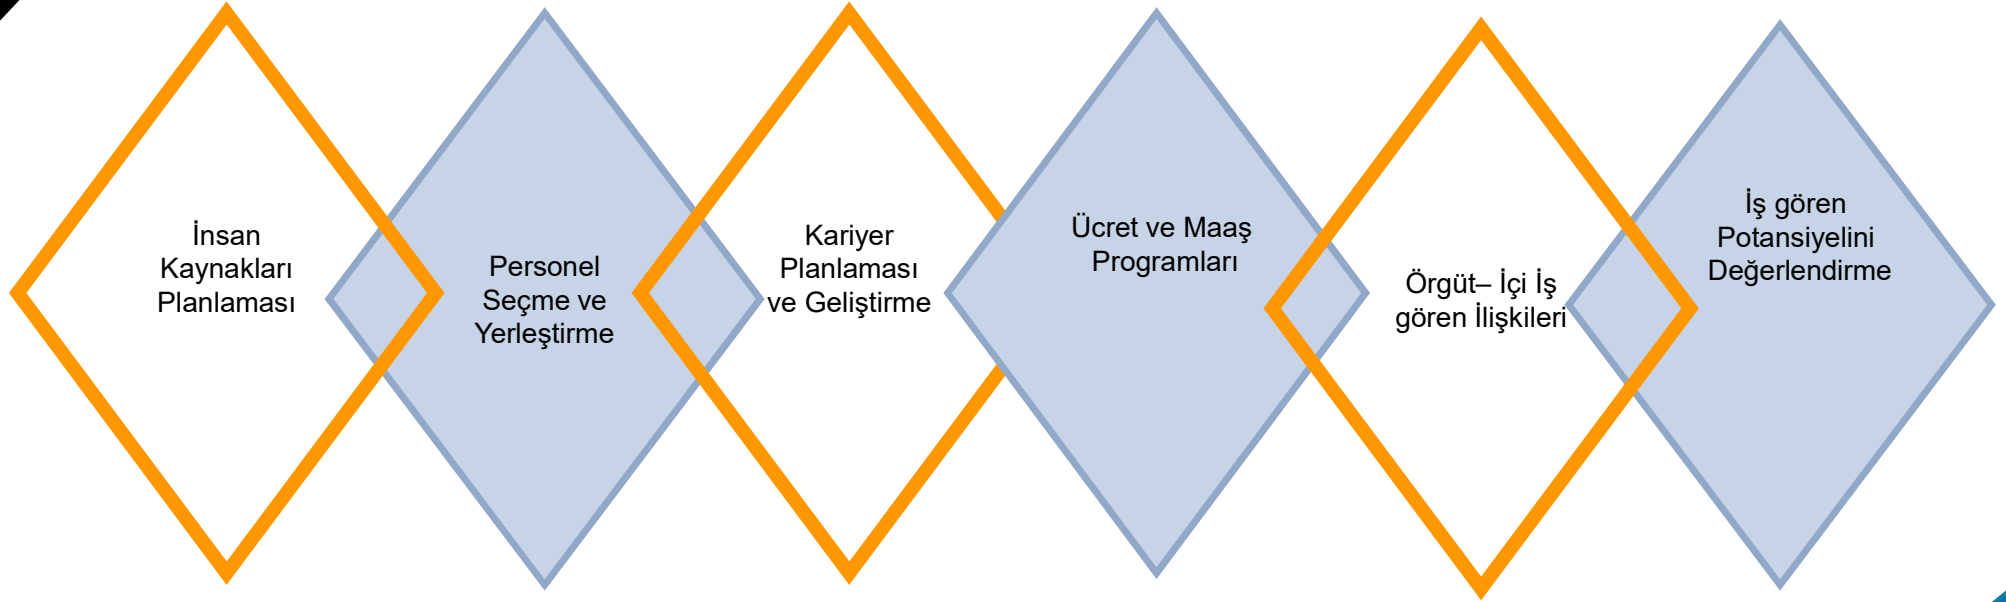 İnsan
Kaynakları
Planlaması
Personel
Seçme ve
Yerleştirme
Kariyer
Planlaması
ve Geliştirme
Ücret ve Maaş
Programları
Örgüt– İçi İş
gören İlişkileri
İş gören
Potansiyelini
Değerlendirme